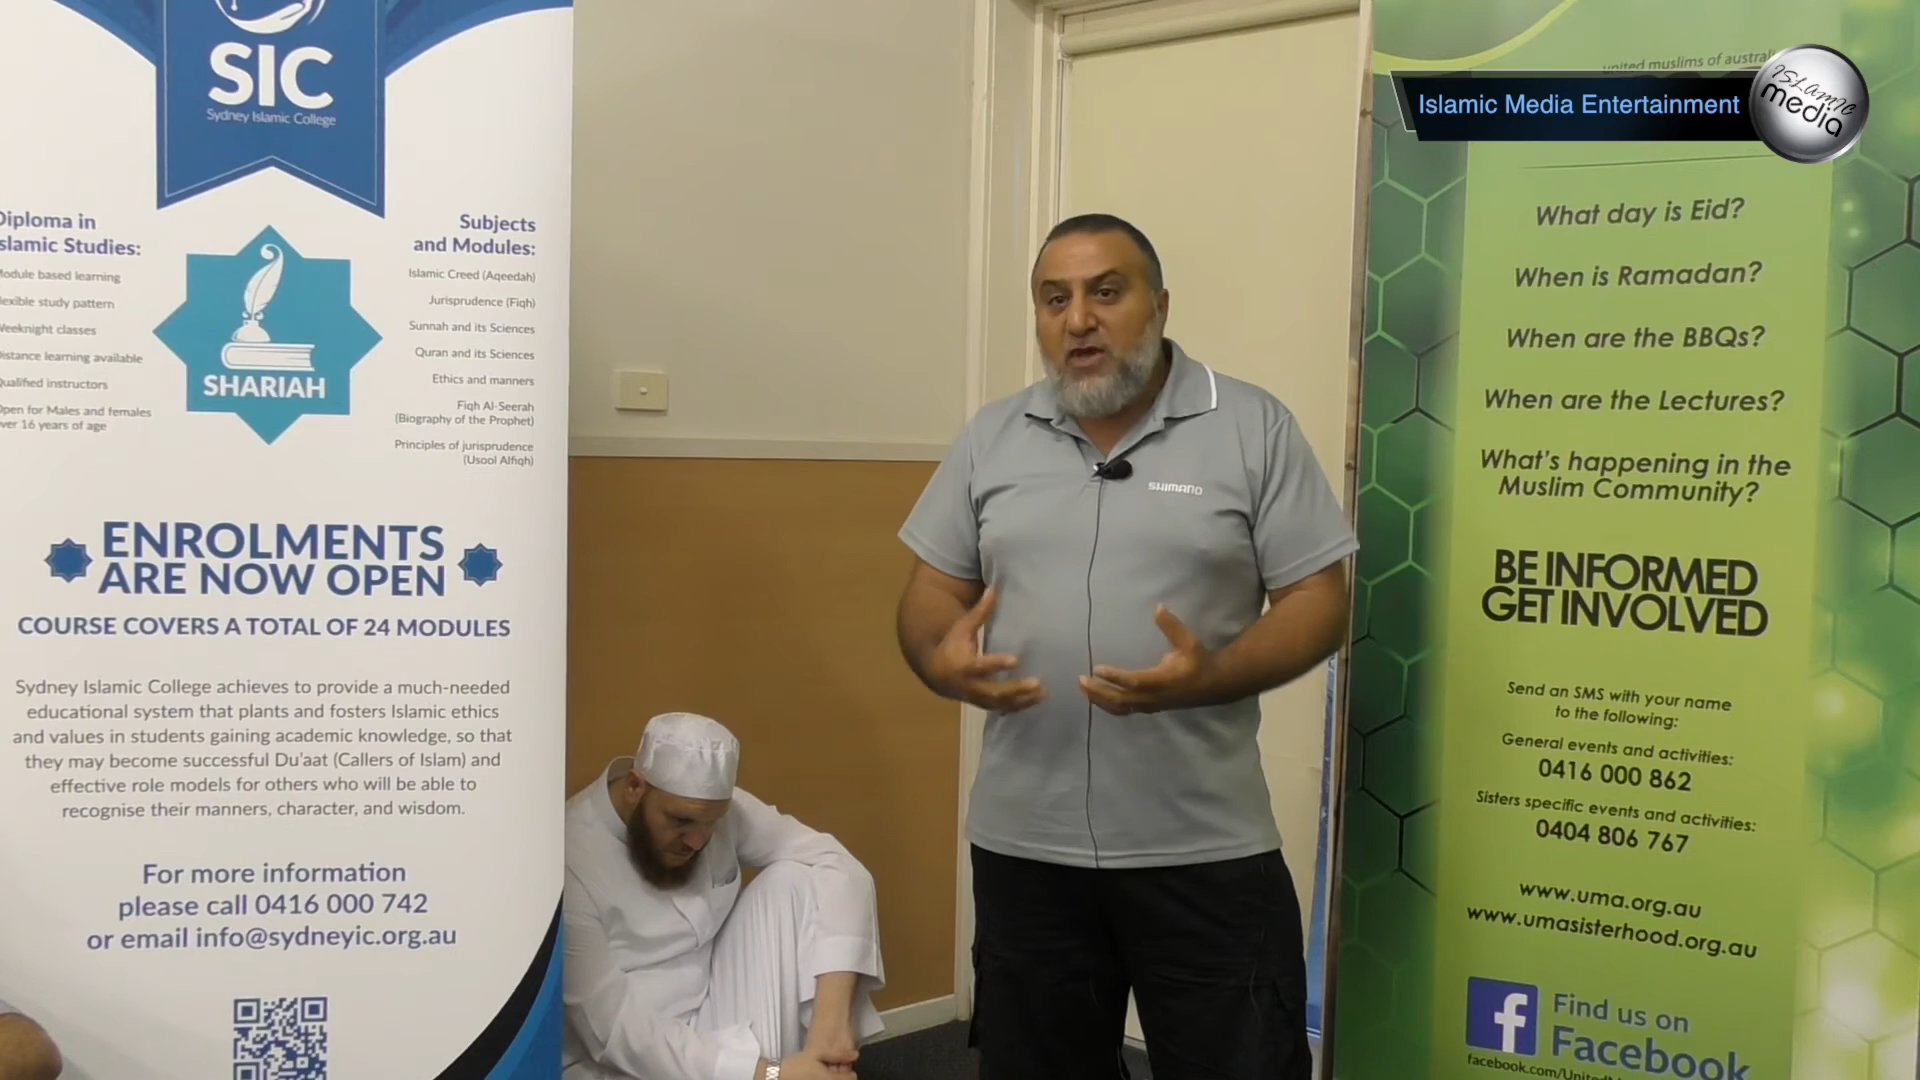 SIC
Sydney Islamic College
Diploma in
Islamic Studies:
Module based learning
Flexible study pattern
Weeknight classes
Distance learning available
Qualified instructors
Open for Males and females
over 16 years of age
SHARIAH
Subjects
and Modules:
Islamic Creed (Aqeedah)
Jurisprudence (Fiqh)
Sunnah and its Sciences
Quran and its Sciences
Ethics and manners
Fiqh Al-Seerah
(Biography of the Prophet)
Principles of jurisprudence
(Usool Alfiqh)
ENROLMENTS
ARE NOW OPEN
COURSE COVERS A TOTAL OF 24 MODULES
Sydney Islamic College achieves to provide a much-needed
educational system that plants and fosters Islamic ethics
and values in students gaining academic knowledge, so that
they may become successful Du'aat (Callers of Islam) and
effective role models for others who will be able to
recognise their manners, character, and wisdom.
For more information
please call 0416 000 742
or email info@sydneyic.org.au
SHIMANO
united muslims of australia
Islamic Media Entertainment
ISLAMIC
media
What day is Eid?
When is Ramadan?
When are the BBQs?
When are the Lectures?
What's happening in the
Muslim Community?
BE INFORMED
GET INVOLVED
Send an SMS with your name
to the following:
General events and activities:
0416 000 862
Sisters specific events and activities:
0404 806 767
www.uma.org.au
www.umasisterhood.org.au
f
Find us on
Facebook